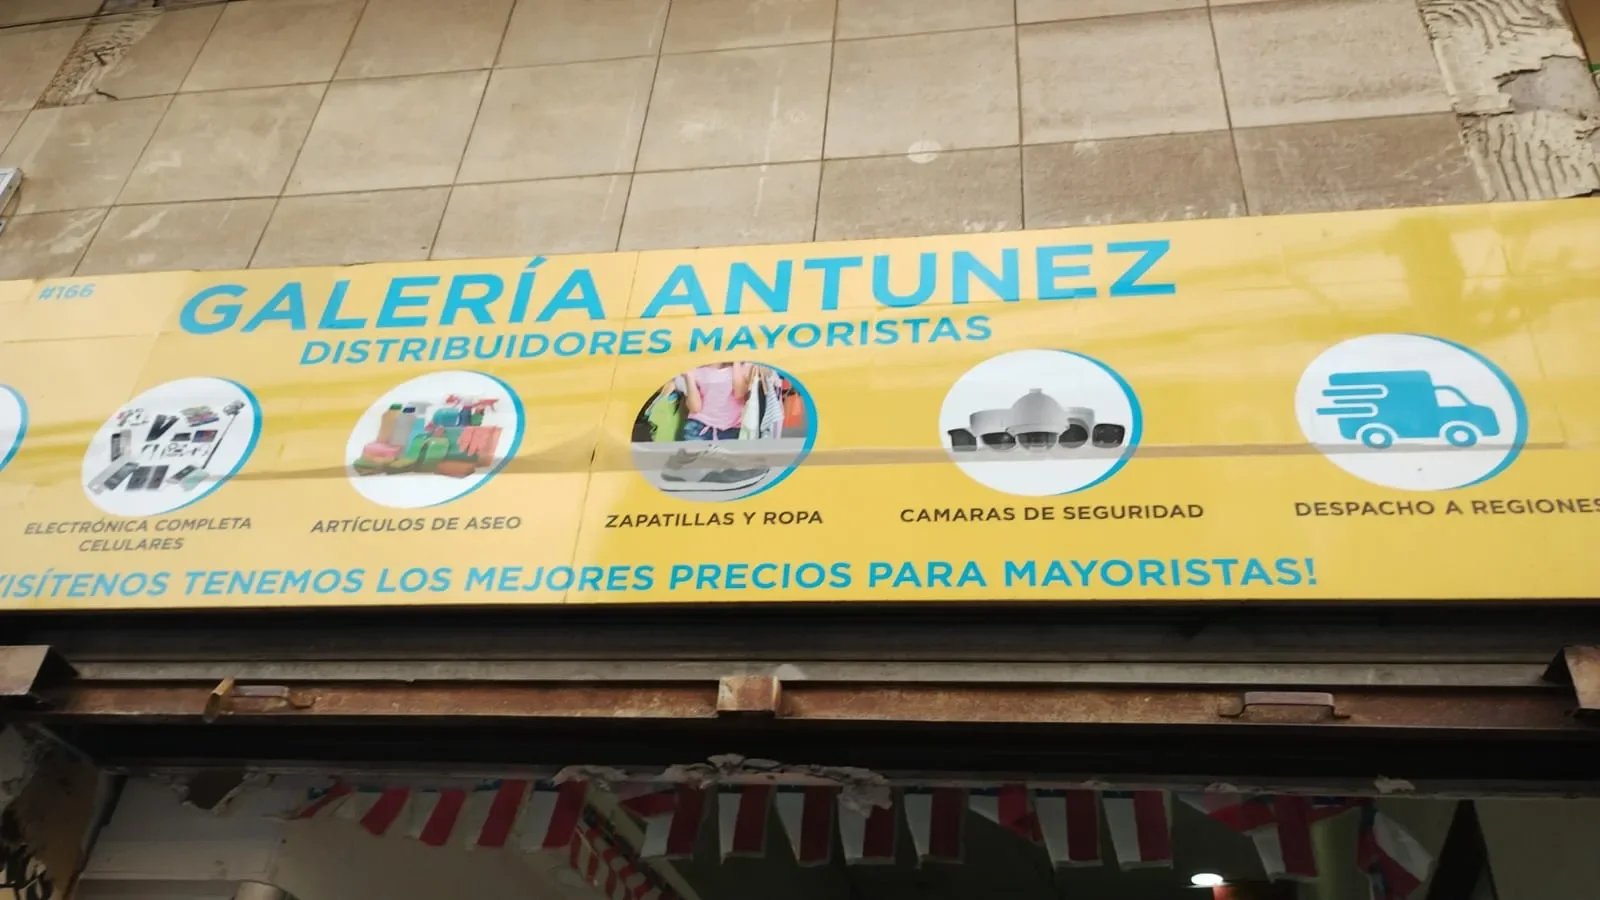 #166
GALERÍA ANTUNEZ
DISTRIBUIDORES MAYORISTAS
ELECTRÓNICA COMPLETA
CELULARES
ARTÍCULOS DE ASEO
ZAPATILLAS Y ROPA
CAMARAS DE SEGURIDAD
DESPACHO A REGIONES
VISÍTENOS TENEMOS LOS MEJORES PRECIOS PARA MAYORISTAS!